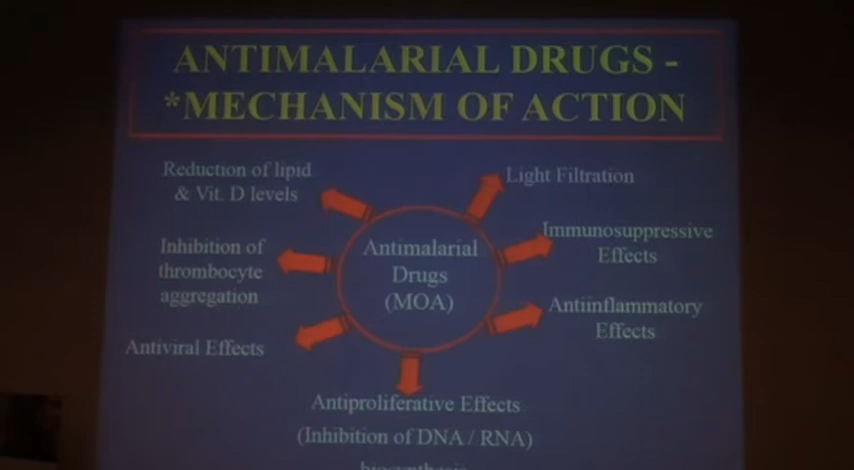 ANTIMALARIAL DRUGS -
*MECHANISM OF ACTION
Reduction of lipid
& Vit. D levels
Light Filtration
Inhibition of
thrombocyte
aggregation
Antimalarial
Drugs
(MOA)
Immunosuppressive
Effects
Antiinflammatory
Effects
Antiviral Effects
Antiproliferative Effects
(Inhibition of DNA / RNA)
biosynthesis